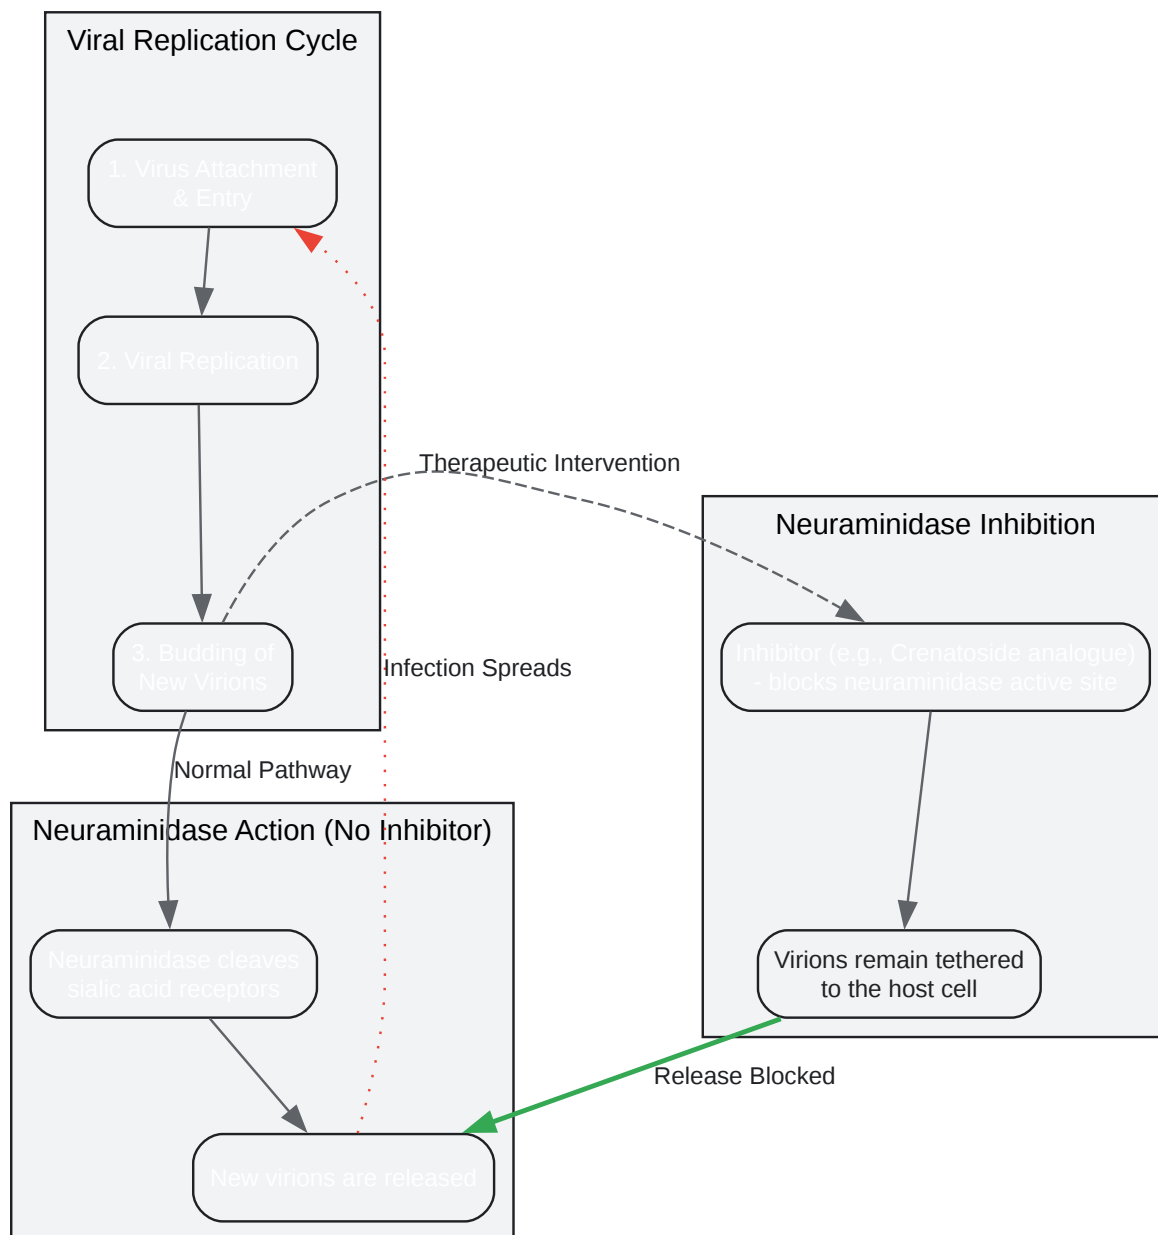 Viral Replication Cycle
1. Virus Attachment
& Entry
2. Viral Replication
Therapeutic Intervention
Neuraminidase Inhibition
3. Budding of
New Virions
Infection Spreads
Inhibitor (e.g., Crenatoside analogue)
- blocks neuraminidase active site
Normal Pathway
Neuraminidase Action (No Inhibitor)
Neuraminidase cleaves
sialic acid receptors
Virions remain tethered
to the host cell
Release Blocked
New virions are released